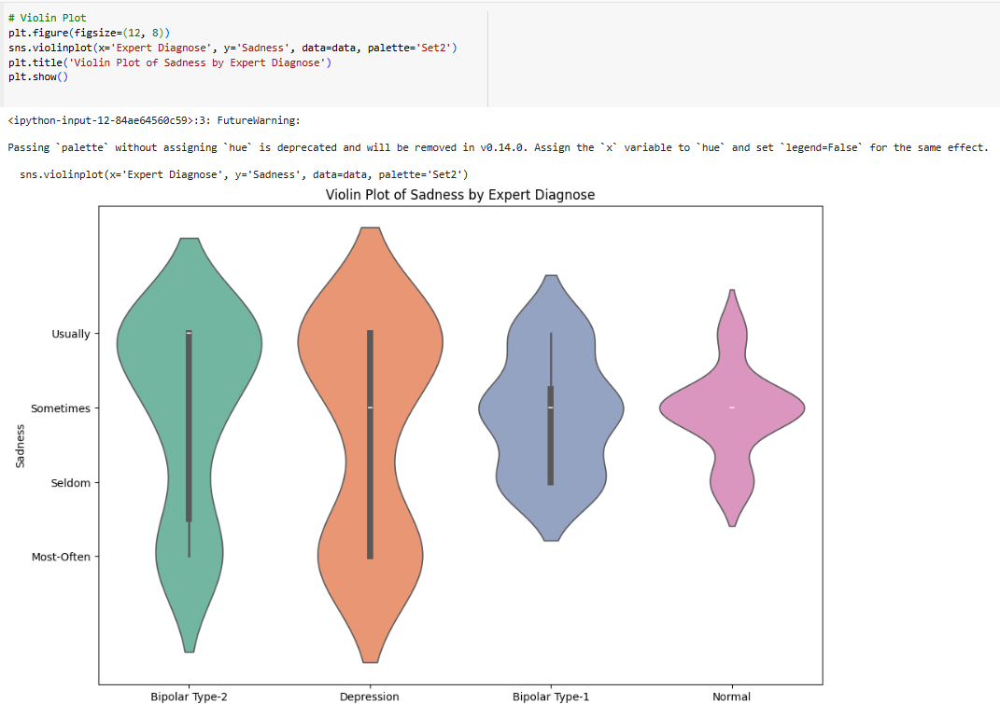 # Violin Plot
plt.figure(figsize=(12, 8))
sns.violinplot(x='Expert Diagnose', y='Sadness', data=data, palette='Set2')
plt.title('Violin Plot of Sadness by Expert Diagnose')
plt.show()
<ipython-input-12-84ae64560c59>:3: FutureWarning:
Passing `palette` without assigning `hue` is deprecated and will be removed in v0.14.0. Assign the `x` variable to `hue` and set `legend=False` for the same effect.
sns.violinplot(x='Expert Diagnose', y='Sadness', data=data, palette='Set2')
Violin Plot of Sadness by Expert Diagnose
Usually
Sometimes
Sadness
Seldom
Most-Often
Bipolar Type-2 Depression Bipolar Type-1 Normal